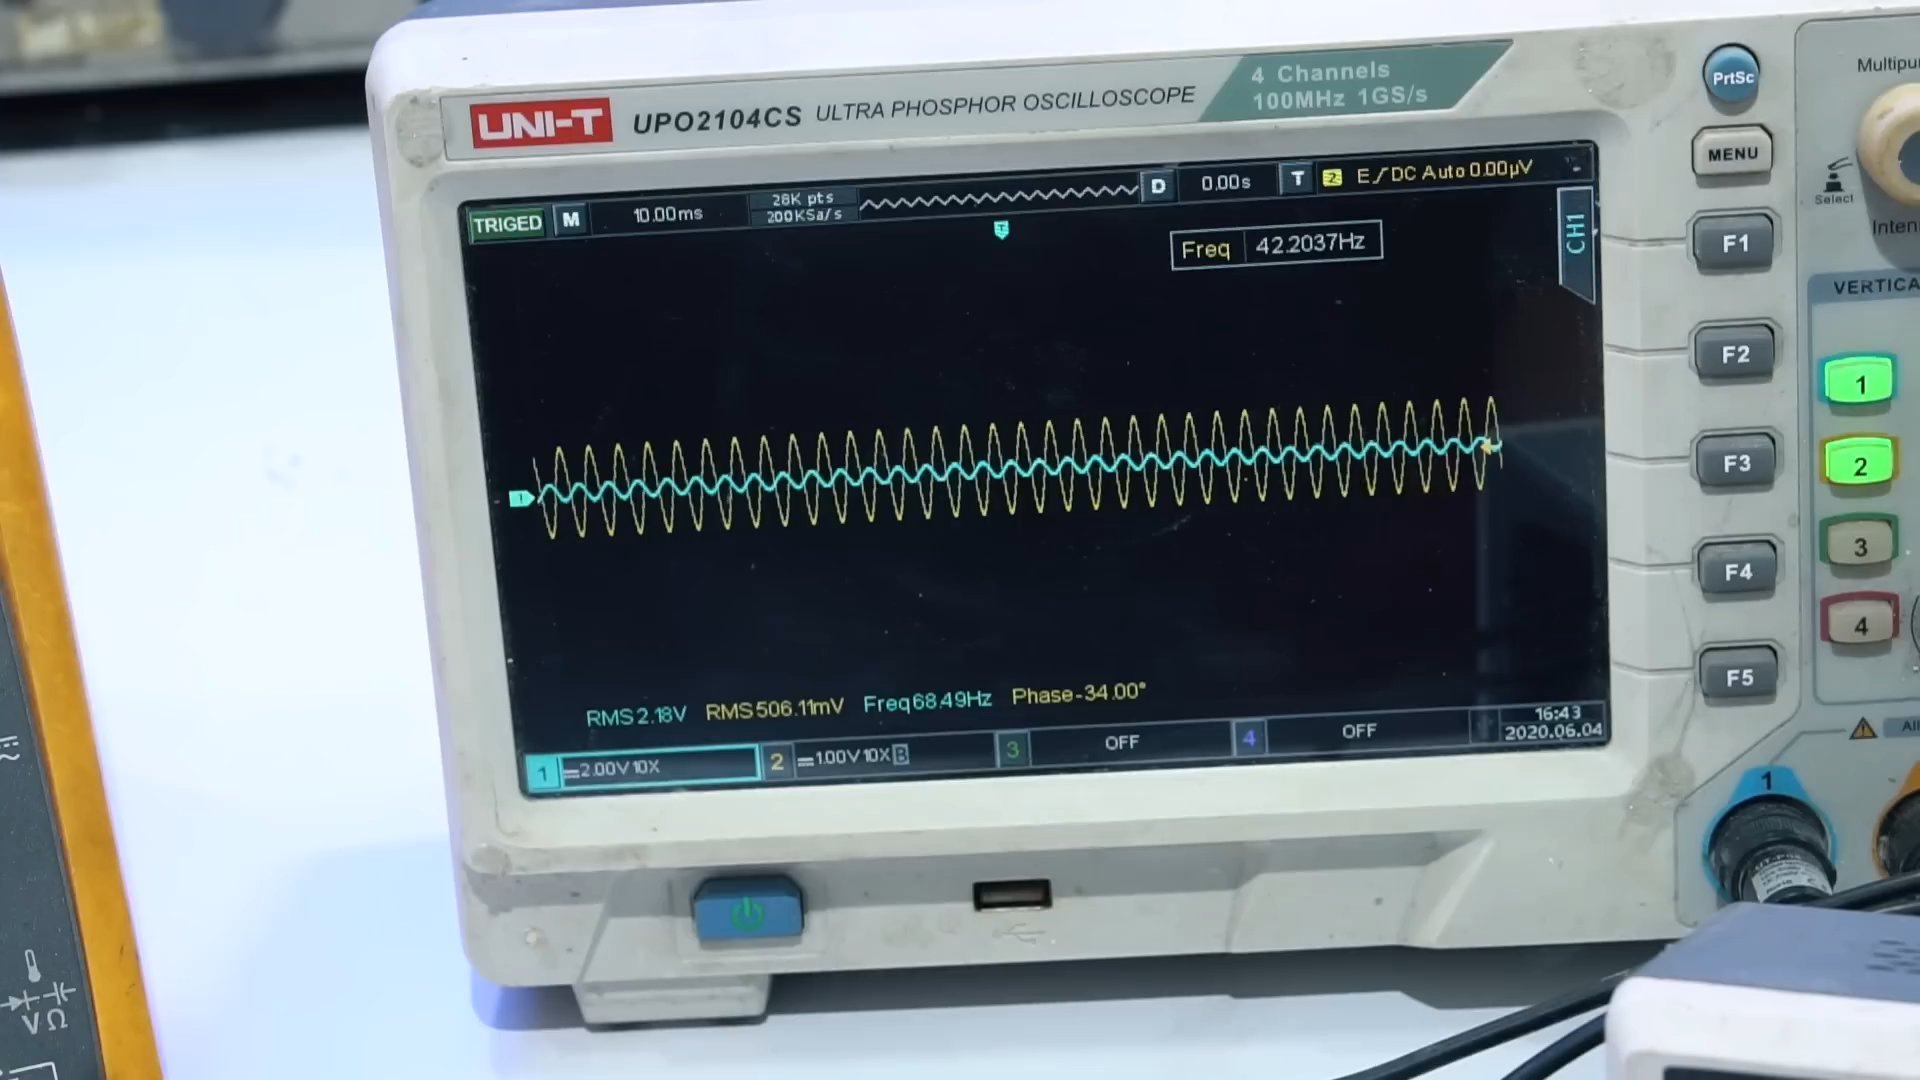 UNI-T UPO2104CS ULTRA PHOSPHOR OSCILLOSCOPE
4 Channels
100MHz 1GS/s
TRIGED M 10.00ms 28K pts
200KSa/s
D 0.00s T 2 E DC Auto 0.00µV
Freq 42.2037Hz
CH1
1
RMS 2.18V RMS 506.11mV Freq 68.49Hz Phase-34.00°
1 2.00V 10X 2 1.00V 10X B 3 OFF 4 OFF
16:43
2020.06.04
PrtSc
MENU
F1
F2
F3
F4
F5
Select
1
2
3
4
1
V Ω